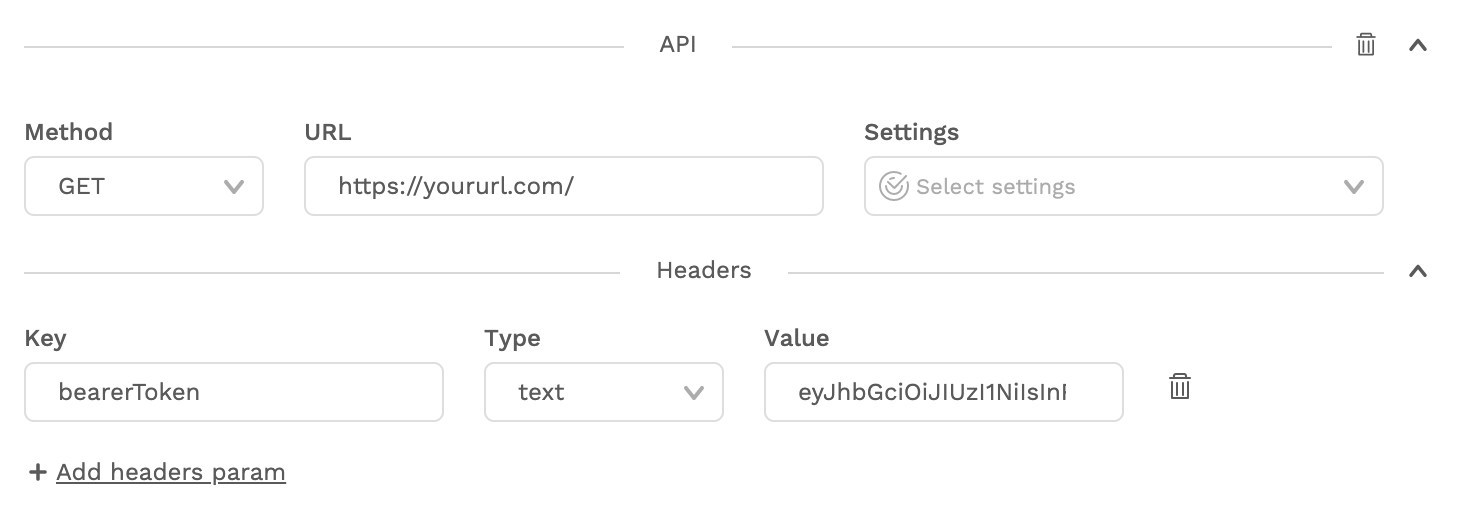 API
Method URL Settings
GET https://yoururl.com/ Select settings
Headers
Key Type Value
bearerToken text eyJhbGciOiJIUzI1NiIsInR
+ Add headers param